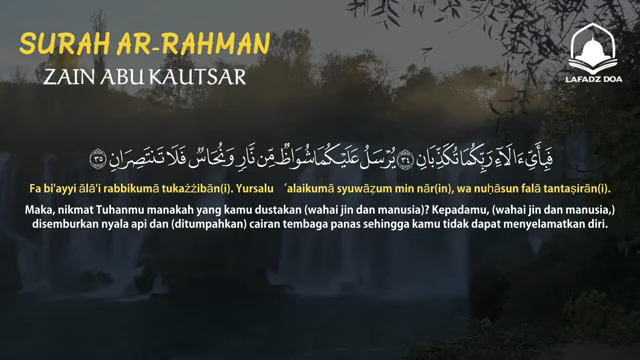 SURAH AR-RAHMAN
ZAIN ABU KAUTSAR
LAFADZ DOA
فَبِأَيِّ ءَالَآءِ رَبِّكُمَا تُكَذِّبَانِ ٣٤ يُرْسَلُ عَلَيْكُمَا شُوَاظٌ مِّن نَّارٍ وَنُحَاسٌ فَلَا تَنتَصِرَانِ ٣٥
Fa bi'ayyi ālā'i rabbikumā tukażżibān(i). Yursalu ‘alaikumā syuwāẓum min nār(in), wa nuḥāsun falā tantaṣirān(i).
Maka, nikmat Tuhanmu manakah yang kamu dustakan (wahai jin dan manusia)? Kepadamu, (wahai jin dan manusia,)
disemburkan nyala api dan (ditumpahkan) cairan tembaga panas sehingga kamu tidak dapat menyelamatkan diri.